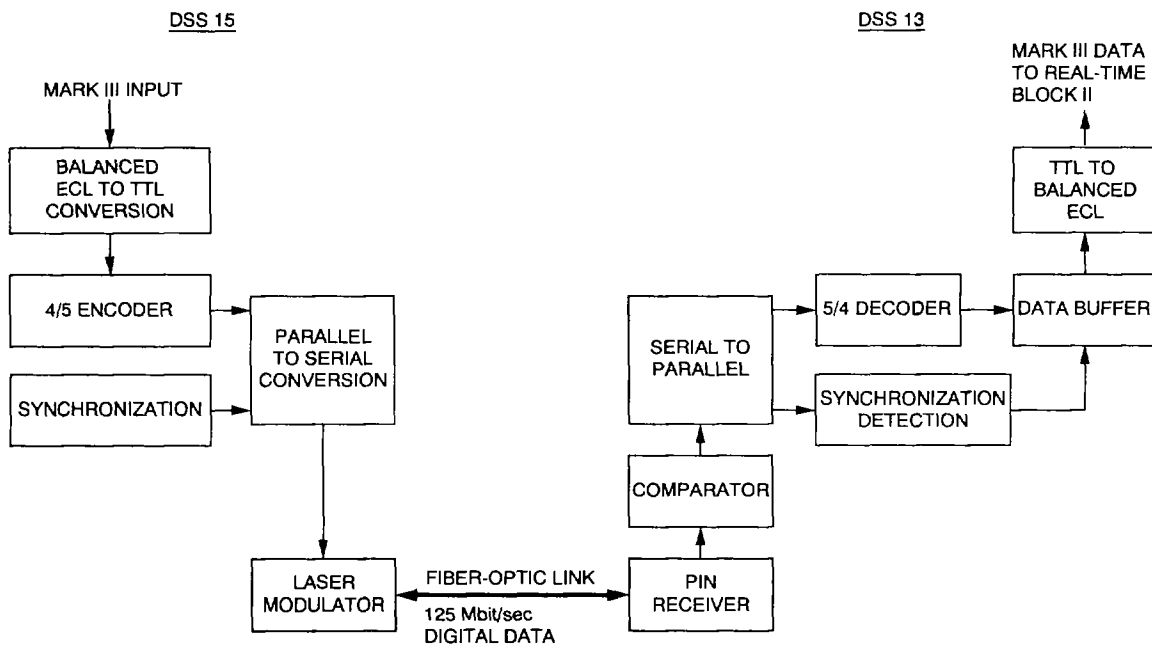 DSS 15
DSS 13
MARK III INPUT
BALANCED
ECL TO TTL
CONVERSION
4/5 ENCODER
SYNCHRONIZATION
PARALLEL
TO SERIAL
CONVERSION
LASER
MODULATOR
FIBER-OPTIC LINK
125 Mbit/sec
DIGITAL DATA
PIN
RECEIVER
COMPARATOR
SERIAL TO
PARALLEL
5/4 DECODER
SYNCHRONIZATION
DETECTION
DATA BUFFER
TTL TO
BALANCED
ECL
MARK III DATA
TO REAL-TIME
BLOCK II